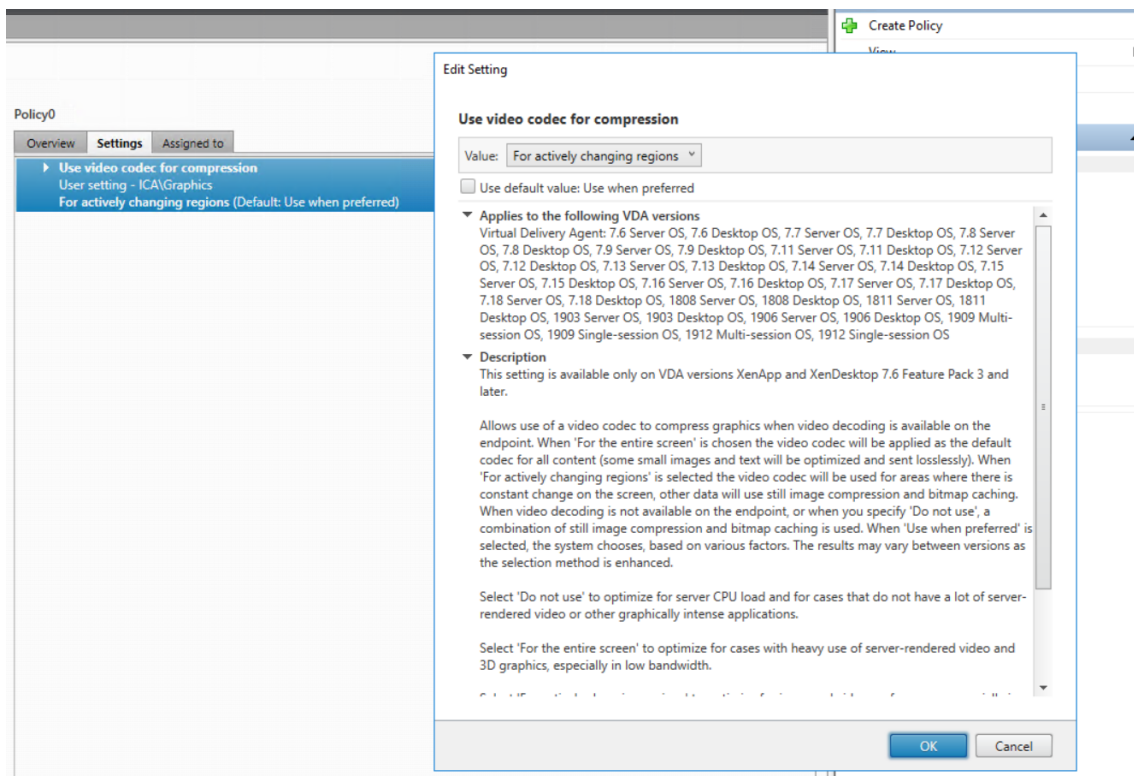 Create Policy
View
Edit Setting
Policy0
Use video codec for compression
Overview
Settings
Assigned to
Value:
For actively changing regions
Use video codec for compression
User setting - ICA\Graphics
For actively changing regions (Default: Use when preferred)
Use default value: Use when preferred
Applies to the following VDA versions
Virtual Delivery Agent: 7.6 Server OS, 7.6 Desktop OS, 7.7 Server OS, 7.7 Desktop OS, 7.8 Server
OS, 7.8 Desktop OS, 7.9 Server OS, 7.9 Desktop OS, 7.11 Server OS, 7.11 Desktop OS, 7.12 Server
OS, 7.12 Desktop OS, 7.13 Server OS, 7.13 Desktop OS, 7.14 Server OS, 7.14 Desktop OS, 7.15
Server OS, 7.15 Desktop OS, 7.16 Server OS, 7.16 Desktop OS, 7.17 Server OS, 7.17 Desktop OS,
7.18 Server OS, 7.18 Desktop OS, 1808 Server OS, 1808 Desktop OS, 1811 Server OS, 1811
Desktop OS, 1903 Server OS, 1903 Desktop OS, 1906 Server OS, 1906 Desktop OS, 1909 Multi-
session OS, 1909 Single-session OS, 1912 Multi-session OS, 1912 Single-session OS
Description
This setting is available only on VDA versions XenApp and XenDesktop 7.6 Feature Pack 3 and
later.
Allows use of a video codec to compress graphics when video decoding is available on the
endpoint. When 'For the entire screen' is chosen the video codec will be applied as the default
codec for all content (some small images and text will be optimized and sent losslessly). When
'For actively changing regions' is selected the video codec will be used for areas where there is
constant change on the screen, other data will use still image compression and bitmap caching.
When video decoding is not available on the endpoint, or when you specify 'Do not use', a
combination of still image compression and bitmap caching is used. When 'Use when preferred' is
selected, the system chooses, based on various factors. The results may vary between versions as
the selection method is enhanced.
Select 'Do not use' to optimize for server CPU load and for cases that do not have a lot of server-
rendered video or other graphically intense applications.
Select 'For the entire screen' to optimize for cases with heavy use of server-rendered video and
3D graphics, especially in low bandwidth.
OK
Cancel